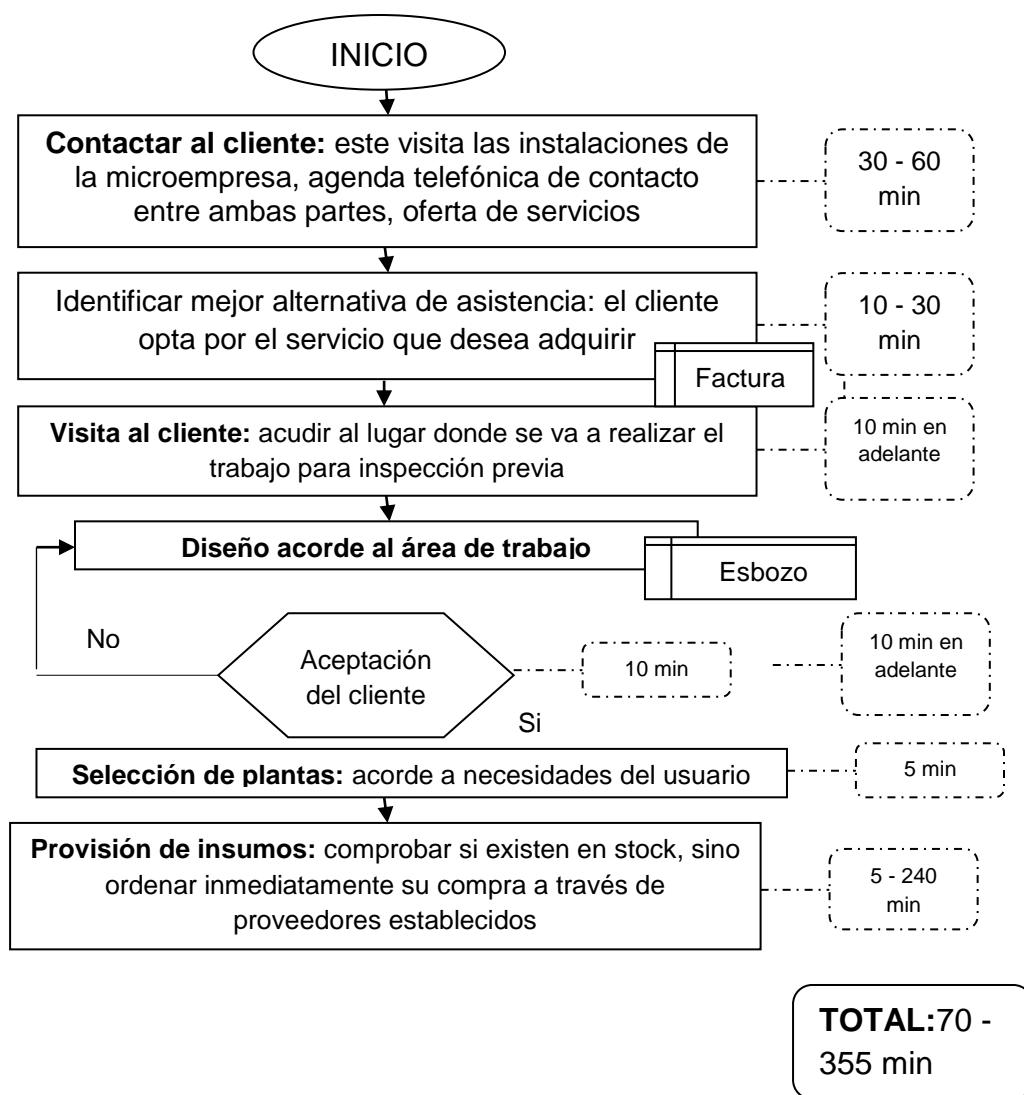 INICIO
Contactar al cliente: este visita las instalaciones de
la microempresa, agenda telefónica de contacto
entre ambas partes, oferta de servicios
30 - 60
min
Identificar mejor alternativa de asistencia: el cliente
opta por el servicio que desea adquirir
10 - 30
min
Factura
Visita al cliente: acudir al lugar donde se va a realizar el
trabajo para inspección previa
10 min en
adelante
Diseño acorde al área de trabajo
Esbozo
No
Aceptación
del cliente
10 min
10 min en
adelante
Si
Selección de plantas: acorde a necesidades del usuario
5 min
Provisión de insumos: comprobar si existen en stock, sino
ordenar inmediatamente su compra a través de
proveedores establecidos
5 - 240
min
TOTAL:70 -
355 min